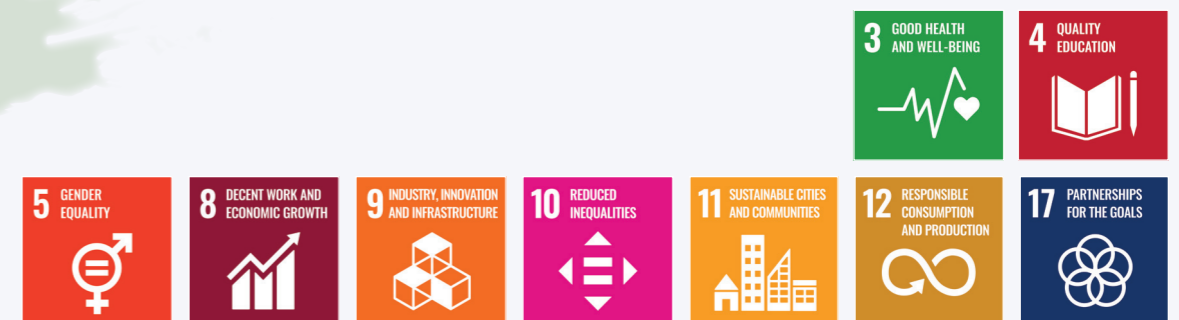 3 GOOD HEALTH
AND WELL-BEING
4 QUALITY
EDUCATION
5 GENDER
EQUALITY
8 DECENT WORK AND
ECONOMIC GROWTH
9 INDUSTRY, INNOVATION
AND INFRASTRUCTURE
10 REDUCED
INEQUALITIES
11 SUSTAINABLE CITIES
AND COMMUNITIES
12 RESPONSIBLE
CONSUMPTION
AND PRODUCTION
17 PARTNERSHIPS
FOR THE GOALS